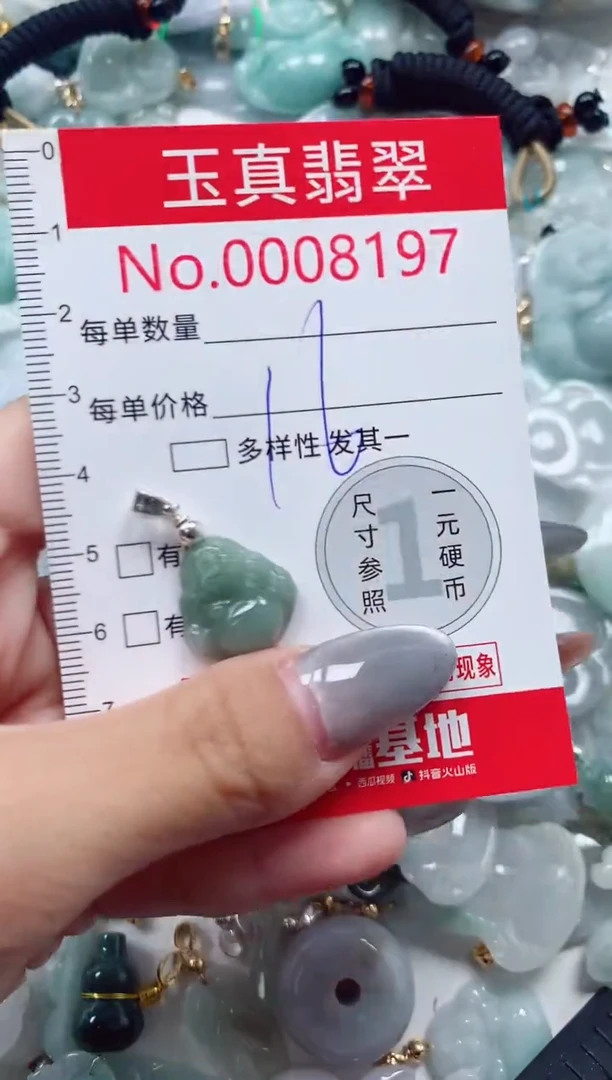 0
玉真翡翠
1
No.0008197
2
每单数量
3
每单价格
4
多样性 发其一
尺寸参照
1
一元硬币
5
有
6
有
现象
7
基地
西瓜视频 抖音火山版